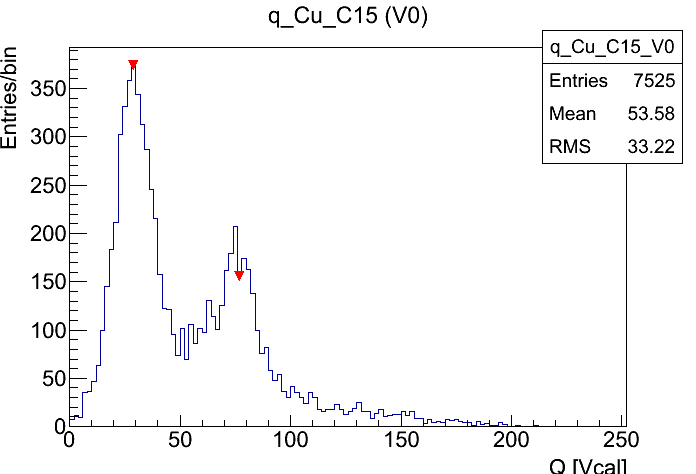 q_Cu_C15 (V0)
q_Cu_C15_V0
Entries 7525
Mean 53.58
RMS 33.22
Entries/bin
350
300
250
200
150
100
50
0
0 50 100 150 200 250
Q [Vcal]